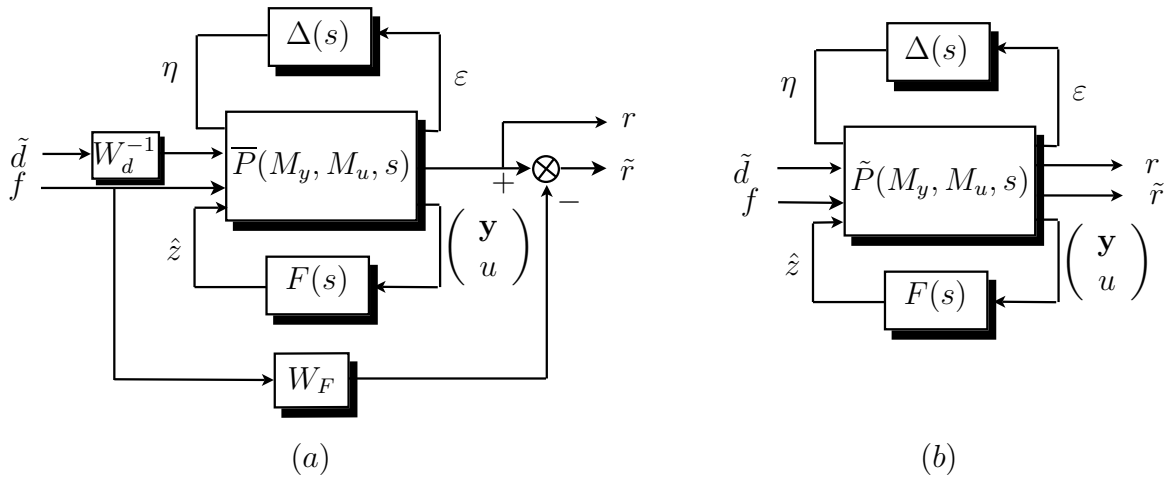 Δ(s)
η
ε
d̃
W_d^{-1}
f
P̅(M_y, M_u, s)
r
+
r̃
−
ẑ
F(s)
( y
u )
W_F
(a)
Δ(s)
η
ε
d̃
f
P̃(M_y, M_u, s)
r
r̃
ẑ
F(s)
( y
u )
(b)